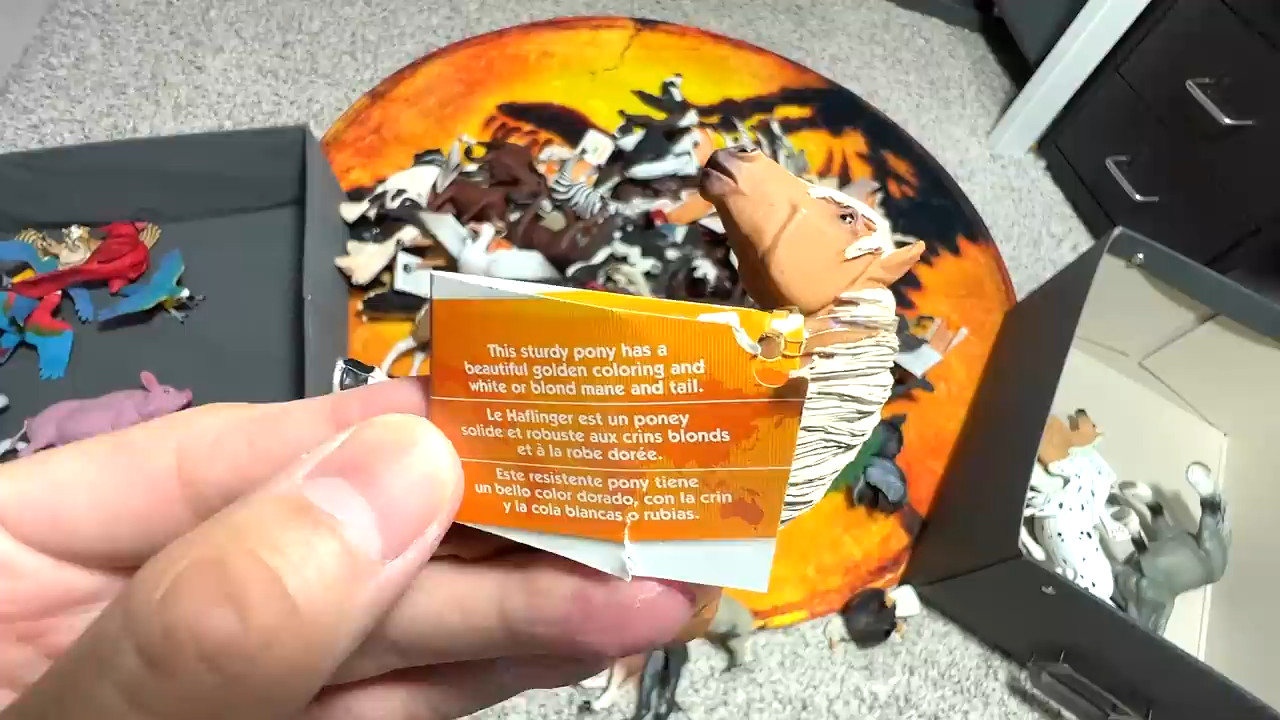 This sturdy pony has a
beautiful golden coloring and
white or blond mane and tail.
Le Haflinger est un poney
solide et robuste aux crins blonds
et à la robe dorée.
Este resistente pony tiene
un bello color dorado, con la crin
y la cola blancas o rubias.